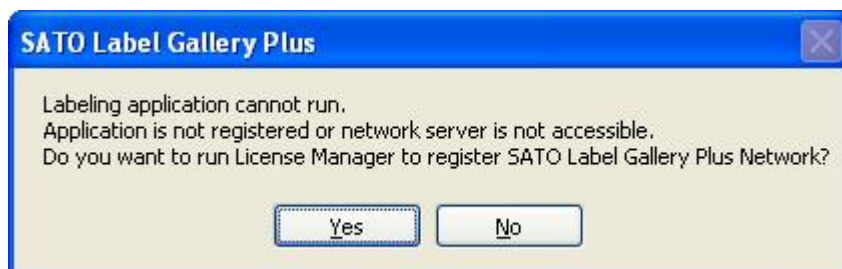 SATO Label Gallery Plus
Labeling application cannot run.
Application is not registered or network server is not accessible.
Do you want to run License Manager to register SATO Label Gallery Plus Network?
Yes
No